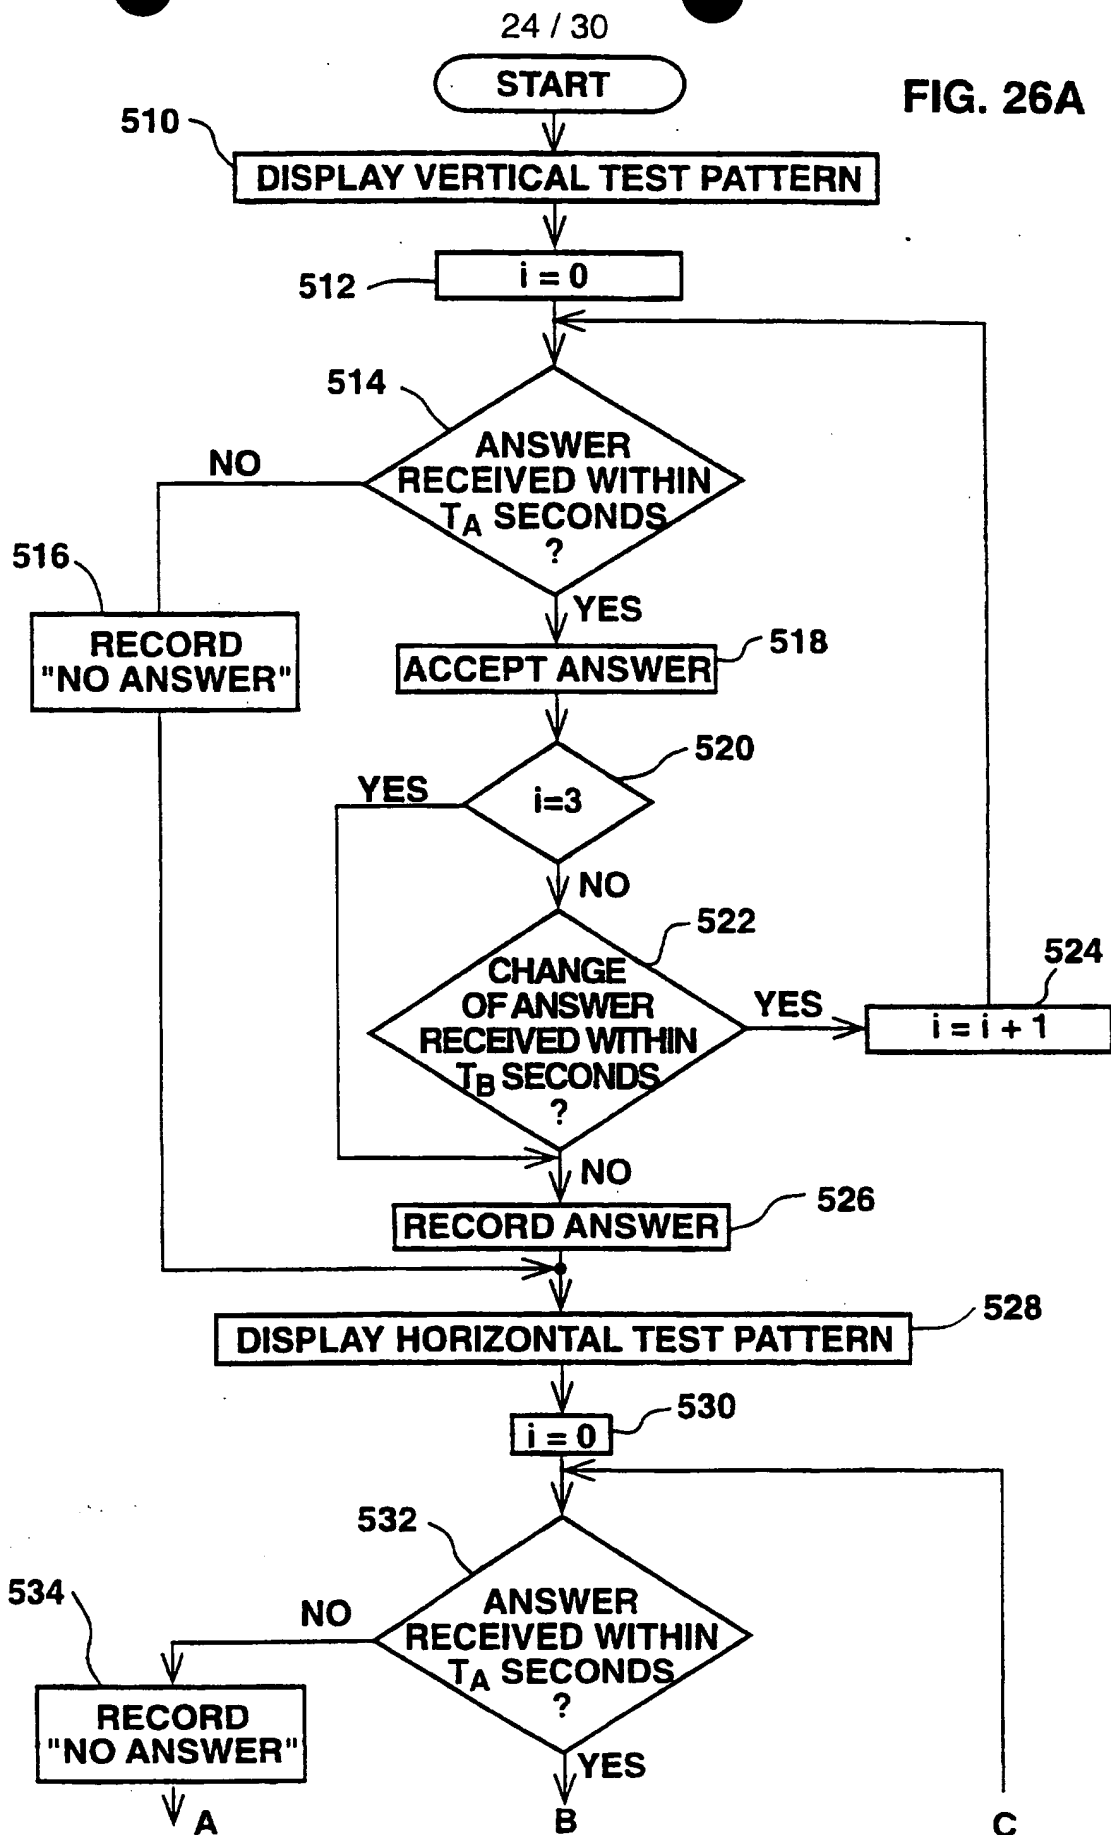 24 / 30
START
FIG. 26A
510
DISPLAY VERTICAL TEST PATTERN
512
i = 0
514
ANSWER
RECEIVED WITHIN
TA SECONDS
?
NO
516
RECORD
"NO ANSWER"
YES
518
ACCEPT ANSWER
520
i=3
YES
NO
522
CHANGE
OF ANSWER
RECEIVED WITHIN
TB SECONDS
?
YES
524
i = i + 1
NO
526
RECORD ANSWER
528
DISPLAY HORIZONTAL TEST PATTERN
530
i = 0
532
ANSWER
RECEIVED WITHIN
TA SECONDS
?
NO
534
RECORD
"NO ANSWER"
YES
A
B
C